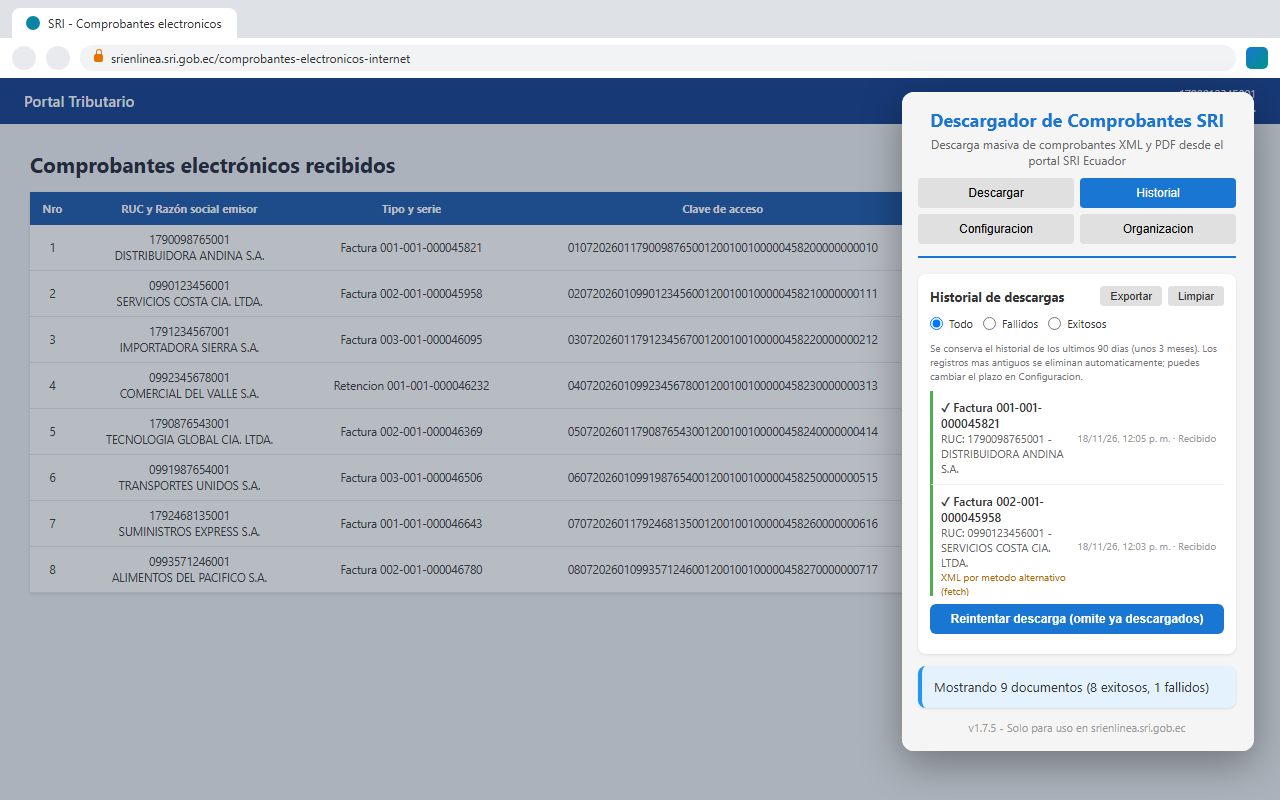 SRI - Comprobantes electronicos
srienlinea.sri.gob.ec/comprobantes-electronicos-internet
Portal Tributario
Comprobantes electrónicos recibidos
Nro RUC y Razón social emisor Tipo y serie Clave de acceso
1 1790098765001 DISTRIBUIDORA ANDINA S.A. Factura 001-001-000045821 0107202601179009876500120010010000045820000000010
2 0990123456001 SERVICIOS COSTA CIA. LTDA. Factura 002-001-000045958 02072026010990123456001200100100000458210000000111
3 1791234567001 IMPORTADORA SIERRA S.A. Factura 003-001-000046095 03072026011791234567001200100100000458220000000212
4 0992345678001 COMERCIAL DEL VALLE S.A. Retencion 001-001-000046232 04072026010992345678001200100100000458230000000313
5 1790876543001 TECNOLOGIA GLOBAL CIA. LTDA. Factura 002-001-000046369 05072026011790876543001200100100000458240000000414
6 0991987654001 TRANSPORTES UNIDOS S.A. Factura 003-001-000046506 06072026010991987654001200100100000458250000000515
7 1792468135001 SUMINISTROS EXPRESS S.A. Factura 001-001-000046643 07072026011792468135001200100100000458260000000616
8 0993571246001 ALIMENTOS DEL PACIFICO S.A. Factura 002-001-000046780 08072026010993571246001200100100000458270000000717
Descargador de Comprobantes SRI
Descarga masiva de comprobantes XML y PDF desde el
portal SRI Ecuador
Descargar Historial
Configuracion Organizacion
Historial de descargas Exportar Limpiar
Todo Fallidos Exitosos
Se conserva el historial de los ultimos 90 dias (unos 3 meses). Los
registros mas antiguos se eliminan automaticamente; puedes
cambiar el plazo en Configuracion.
✓ Factura 001-001-
000045821
RUC: 1790098765001 -
DISTRIBUIDORA ANDINA
S.A.
18/11/26, 12:05 p. m. · Recibido
✓ Factura 002-001-
000045958
RUC: 0990123456001 -
SERVICIOS COSTA CIA.
LTDA.
18/11/26, 12:03 p. m. · Recibido
XML por metodo alternativo
(fetch)
Reintentar descarga (omite ya descargados)
Mostrando 9 documentos (8 exitosos, 1 fallidos)
v1.7.5 - Solo para uso en srienlinea.sri.gob.ec